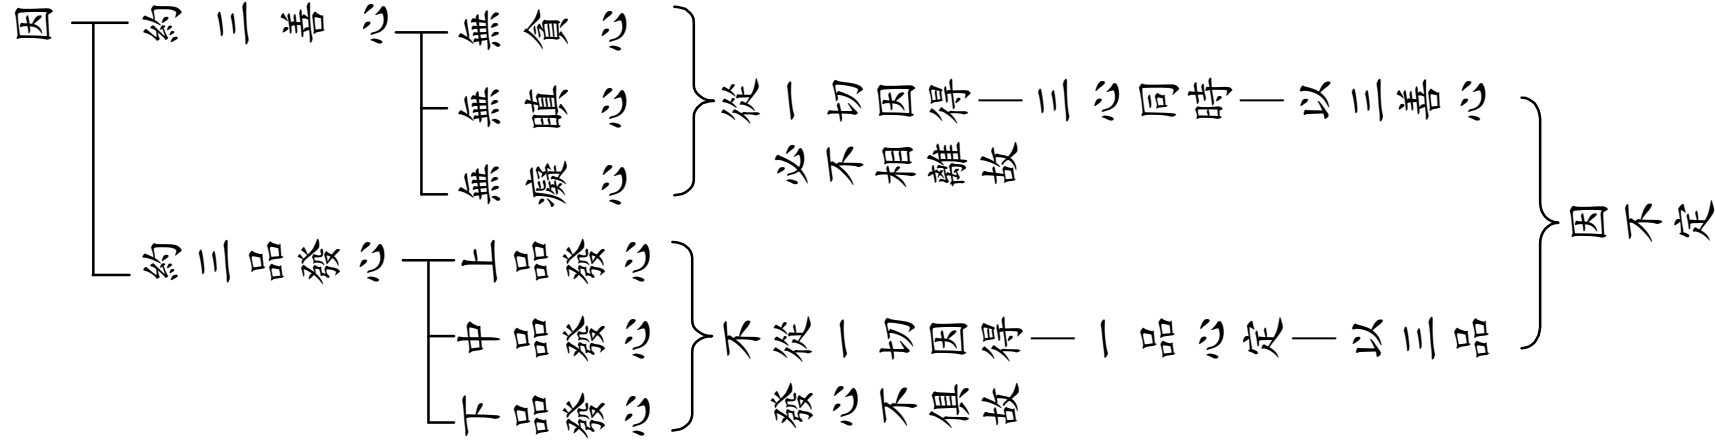 因
約三善心
無貪心
無瞋心
無癡心
從一切因得—三心同時—以三善心
必不相離故
約三品發心
上品發心
中品發心
下品發心
不從一切因得—一品心定—以三品
發心不俱故
因不定